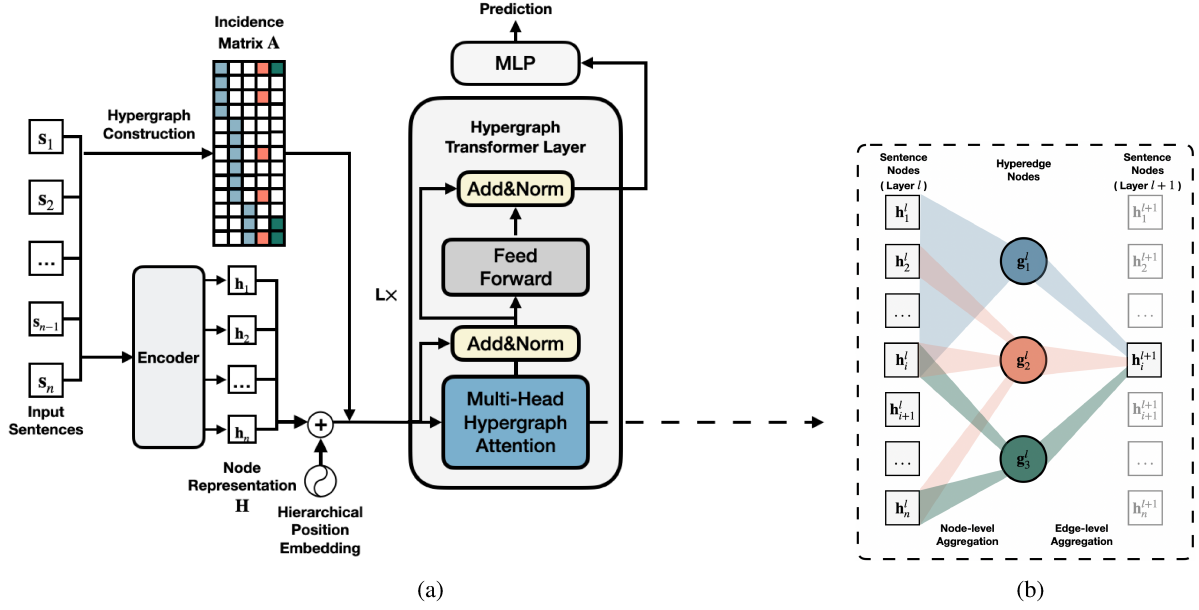 Prediction
MLP
Incidence
Matrix A
Hypergraph
Construction
s₁
s₂
...
sₙ₋₁
sₙ
Input
Sentences
Encoder
h₁
h₂
...
hₙ
Node
Representation
H
+
Hierarchical
Position
Embedding
L×
Hypergraph
Transformer Layer
Add&Norm
Feed
Forward
Add&Norm
Multi-Head
Hypergraph
Attention
(a)
Sentence
Nodes
( Layer l )
h₁ˡ
h₂ˡ
...
hᵢˡ
hᵢ₊₁ˡ
...
hₙˡ
Hyperedge
Nodes
g₁ˡ
g₂ˡ
g₃ˡ
Sentence
Nodes
( Layer l + 1 )
h₁ˡ⁺¹
h₂ˡ⁺¹
...
hᵢˡ⁺¹
hᵢ₊₁ˡ⁺¹
...
hₙˡ⁺¹
Node-level
Aggregation
Edge-level
Aggregation
(b)